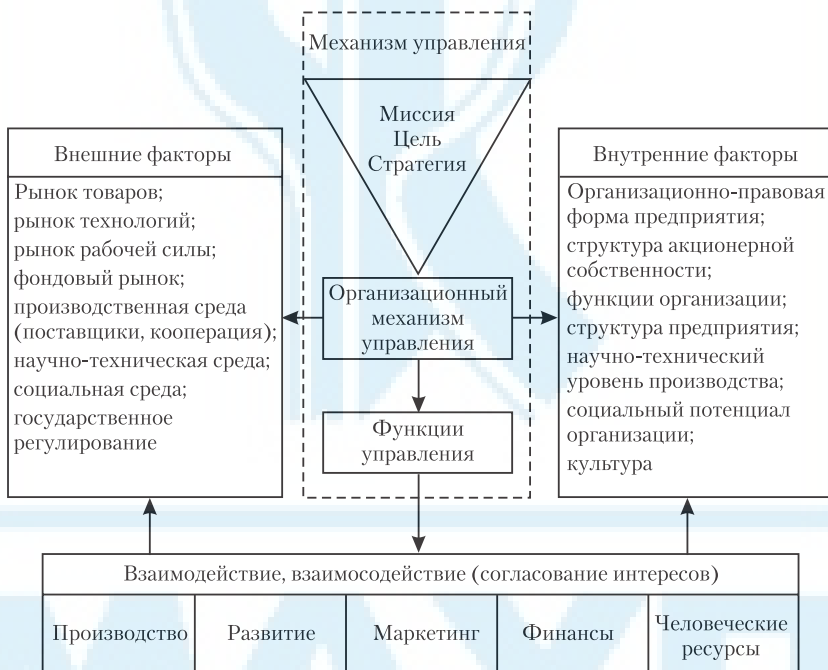 Механизм управления
Миссия
Цель
Стратегия
Внешние факторы
Рынок товаров;
рынок технологий;
рынок рабочей силы;
фондовый рынок;
производственная среда
(поставщики, кооперация);
научно-техническая среда;
социальная среда;
государственное
регулирование
Организационный
механизм
управления
Функции
управления
Внутренние факторы
Организационно-правовая
форма предприятия;
структура акционерной
собственности;
функции организации;
структура предприятия;
научно-технический
уровень производства;
социальный потенциал
организации;
культура
Взаимодействие, взаимосодействие (согласование интересов)
Производство
Развитие
Маркетинг
Финансы
Человеческие
ресурсы